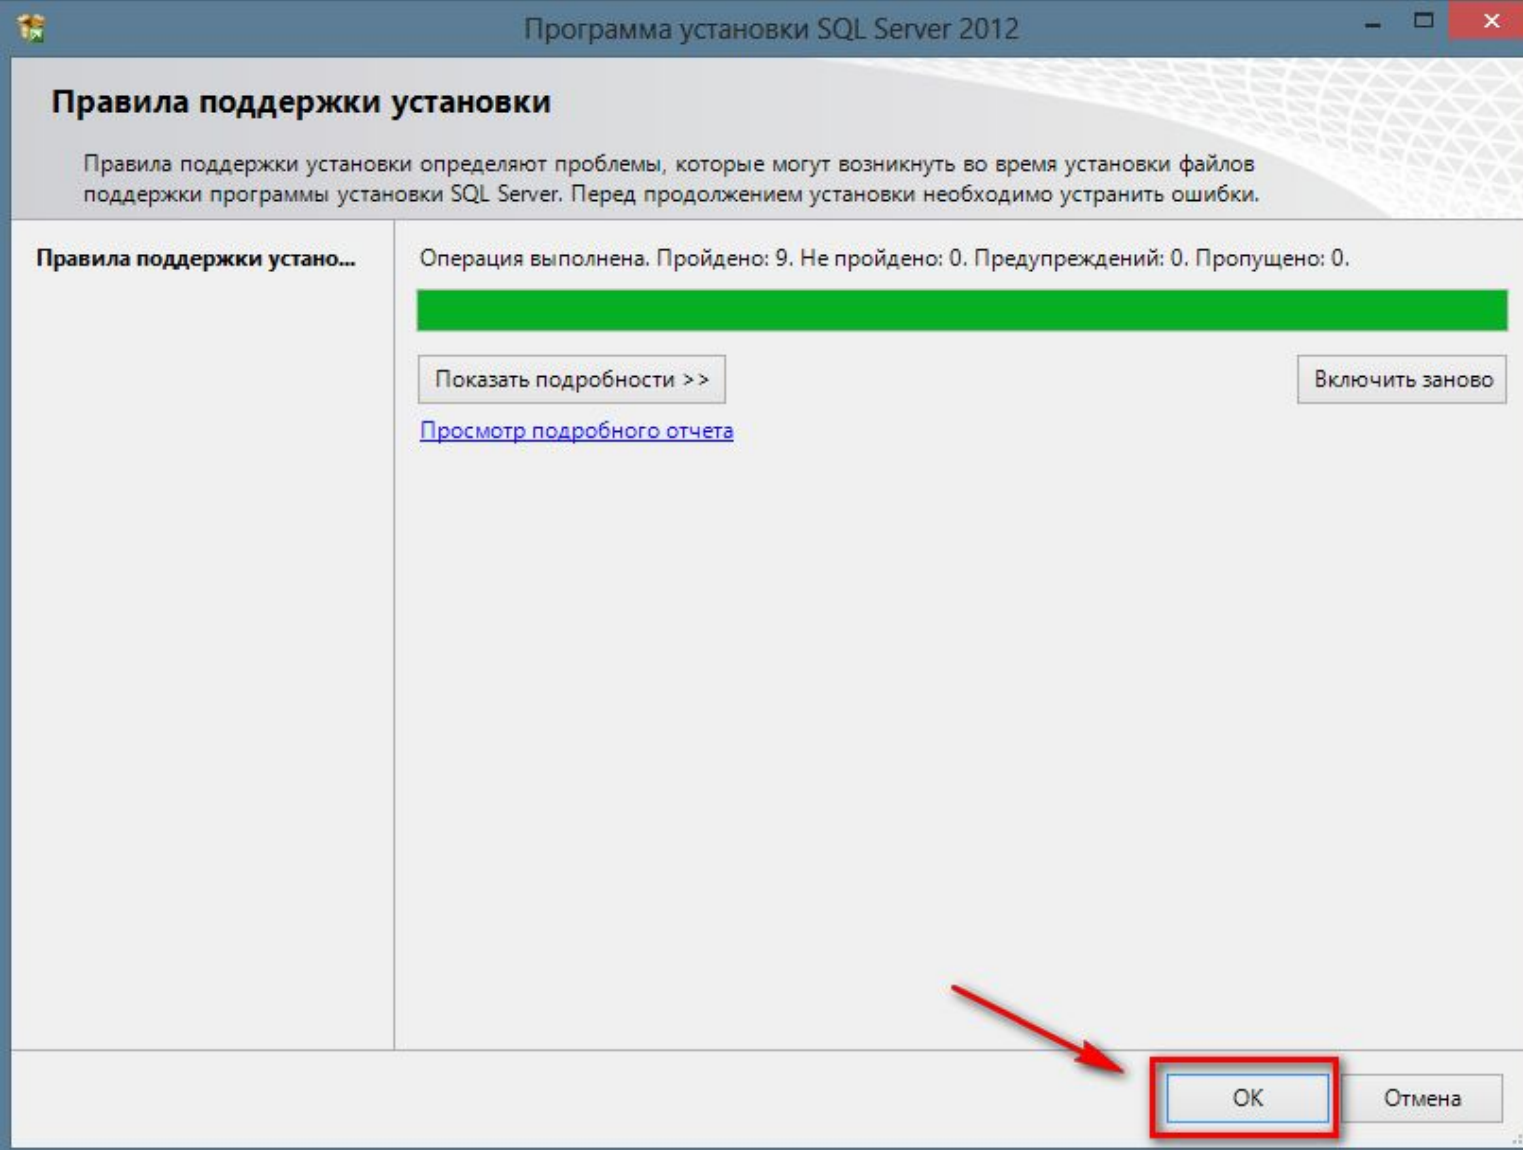 Программа установки SQL Server 2012
Правила поддержки установки
Правила поддержки установки определяют проблемы, которые могут возникнуть во время установки файлов
поддержки программы установки SQL Server. Перед продолжением установки необходимо устранить ошибки.
Правила поддержки устано...
Операция выполнена. Пройдено: 9. Не пройдено: 0. Предупреждений: 0. Пропущено: 0.
Показать подробности >>
Включить заново
Просмотр подробного отчета
ОК
Отмена